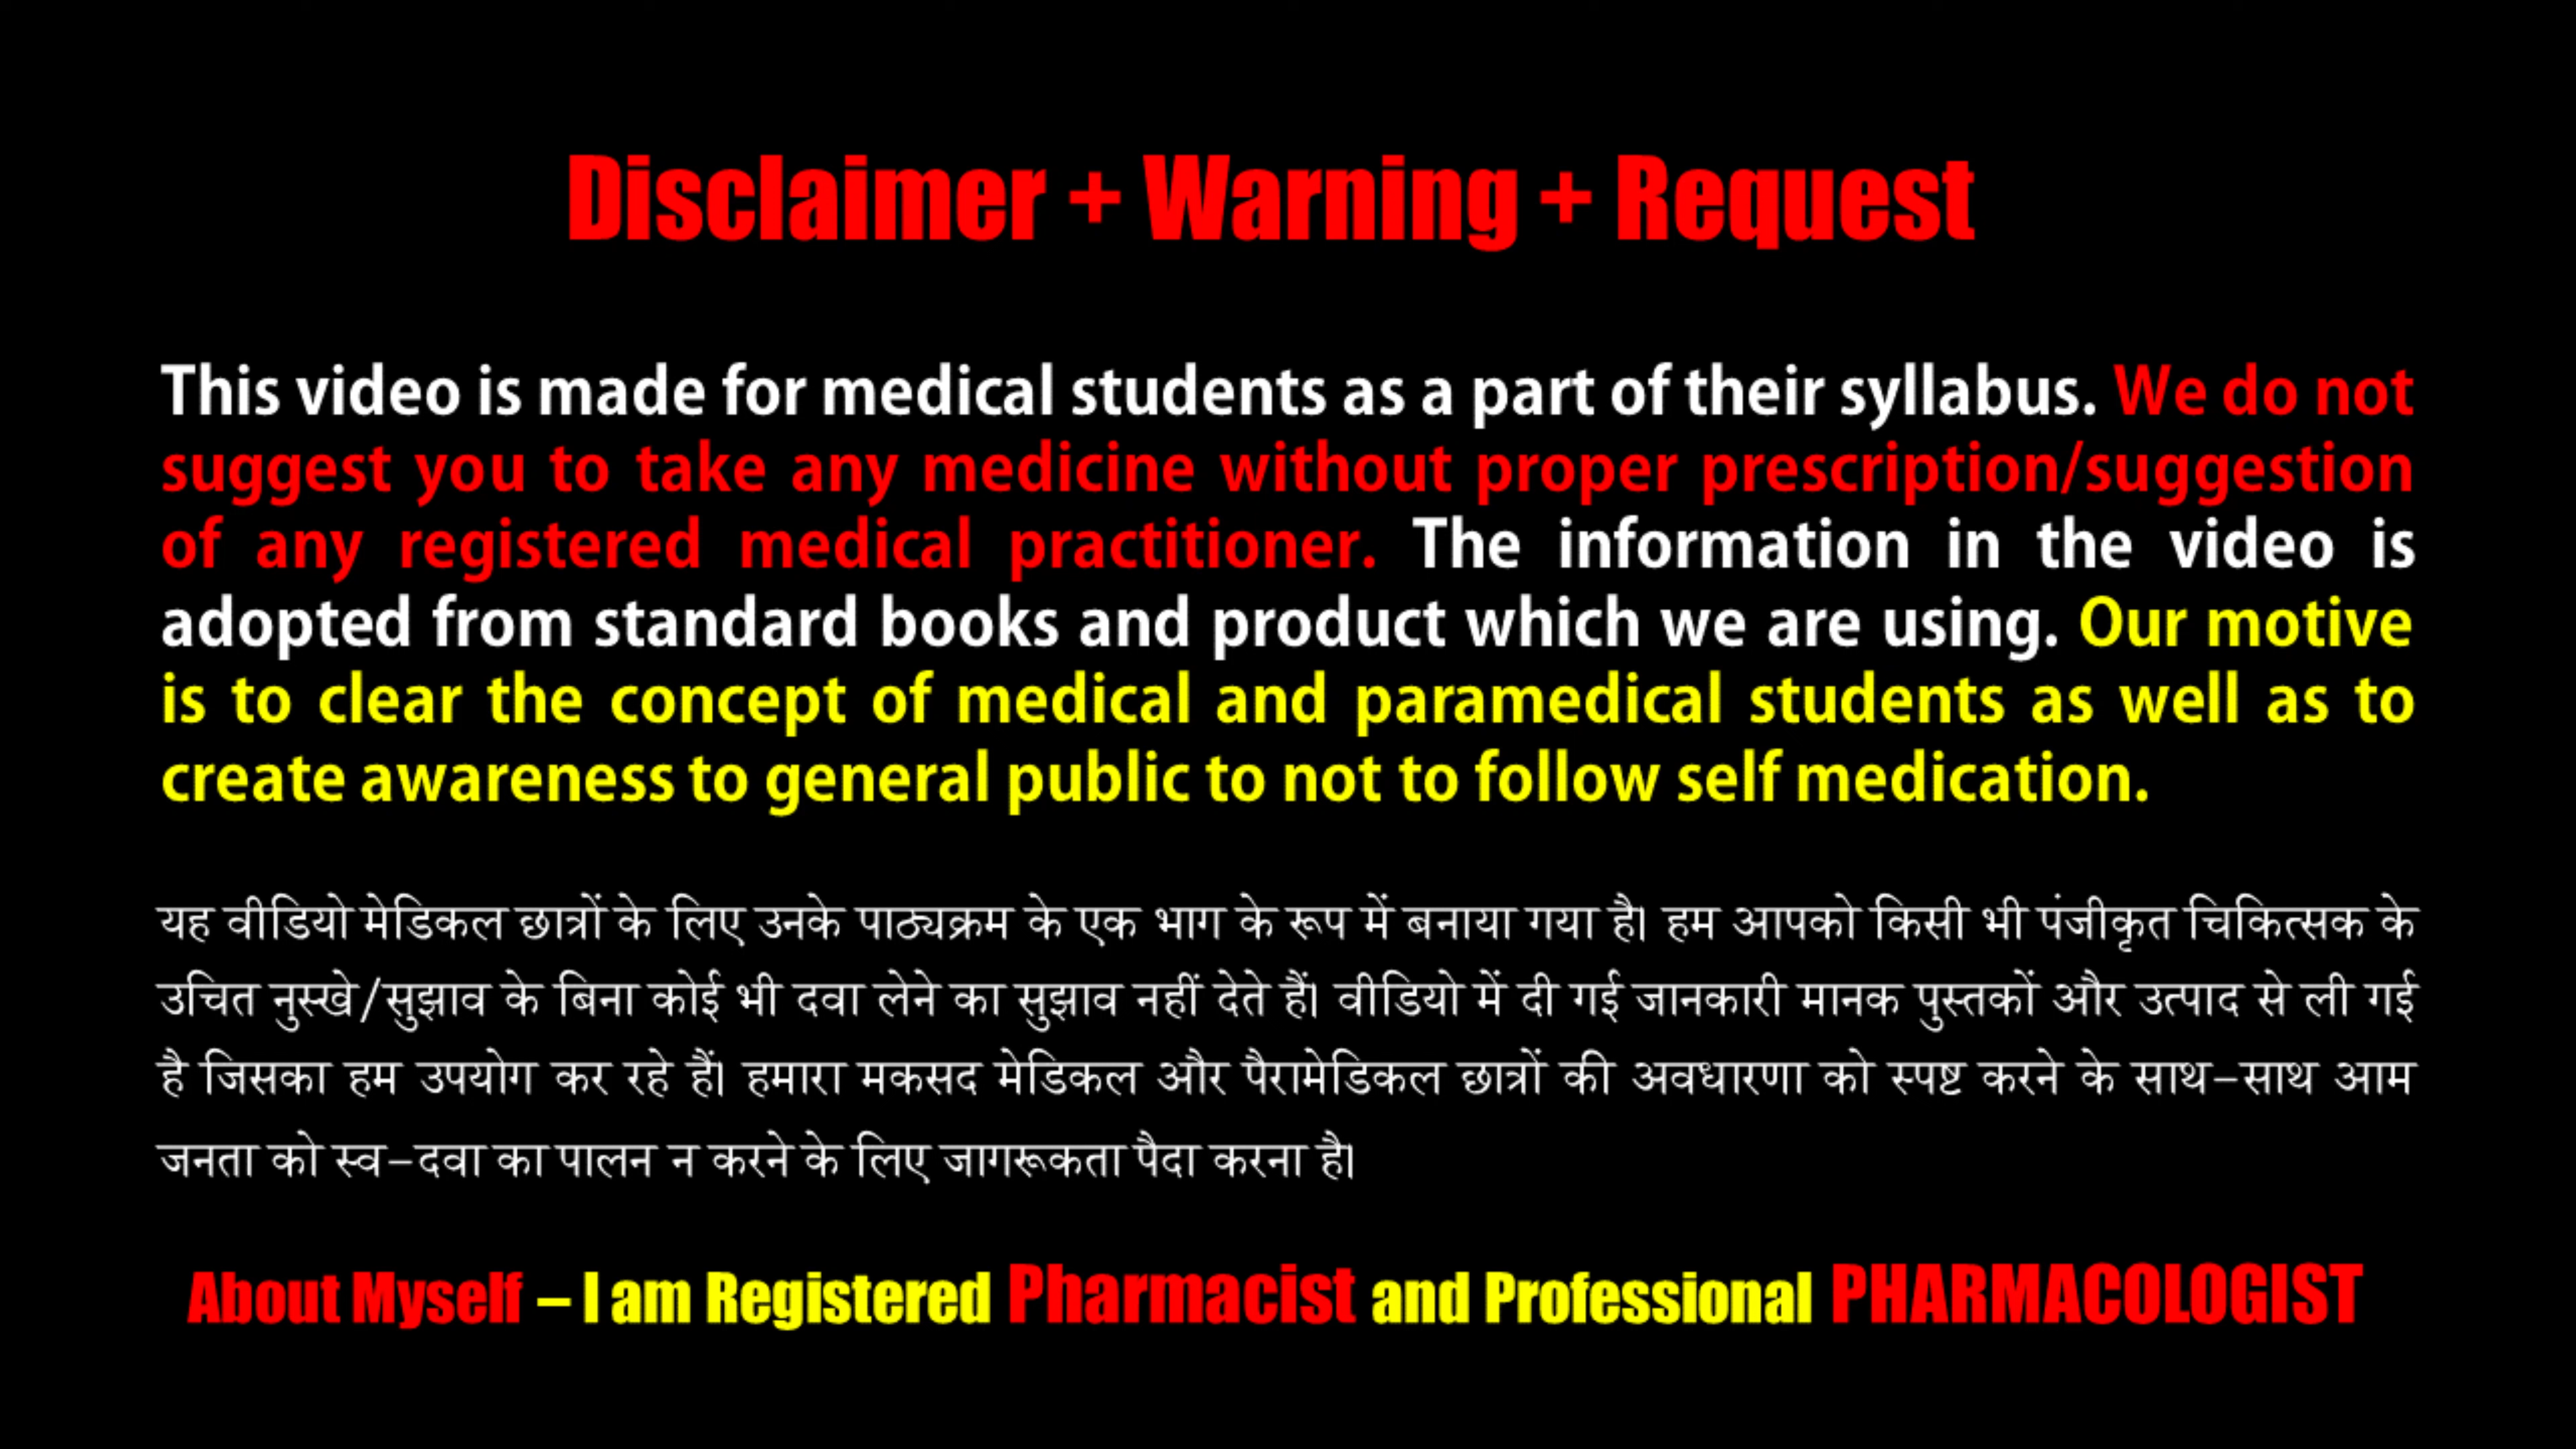 Disclaimer + Warning + Request
This video is made for medical students as a part of their syllabus. We do not
suggest you to take any medicine without proper prescription/suggestion
of any registered medical practitioner. The information in the video is
adopted from standard books and product which we are using. Our motive
is to clear the concept of medical and paramedical students as well as to
create awareness to general public to not to follow self medication.
यह वीडियो मेडिकल छात्रों के लिए उनके पाठ्यक्रम के एक भाग के रूप में बनाया गया है। हम आपको किसी भी पंजीकृत चिकित्सक के
उचित नुस्खे/सुझाव के बिना कोई भी दवा लेने का सुझाव नहीं देते हैं। वीडियो में दी गई जानकारी मानक पुस्तकों और उत्पाद से ली गई
है जिसका हम उपयोग कर रहे हैं। हमारा मकसद मेडिकल और पैरामेडिकल छात्रों की अवधारणा को स्पष्ट करने के साथ-साथ आम
जनता को स्व-दवा का पालन न करने के लिए जागरूकता पैदा करना है।
About Myself – I am Registered Pharmacist and Professional PHARMACOLOGIST